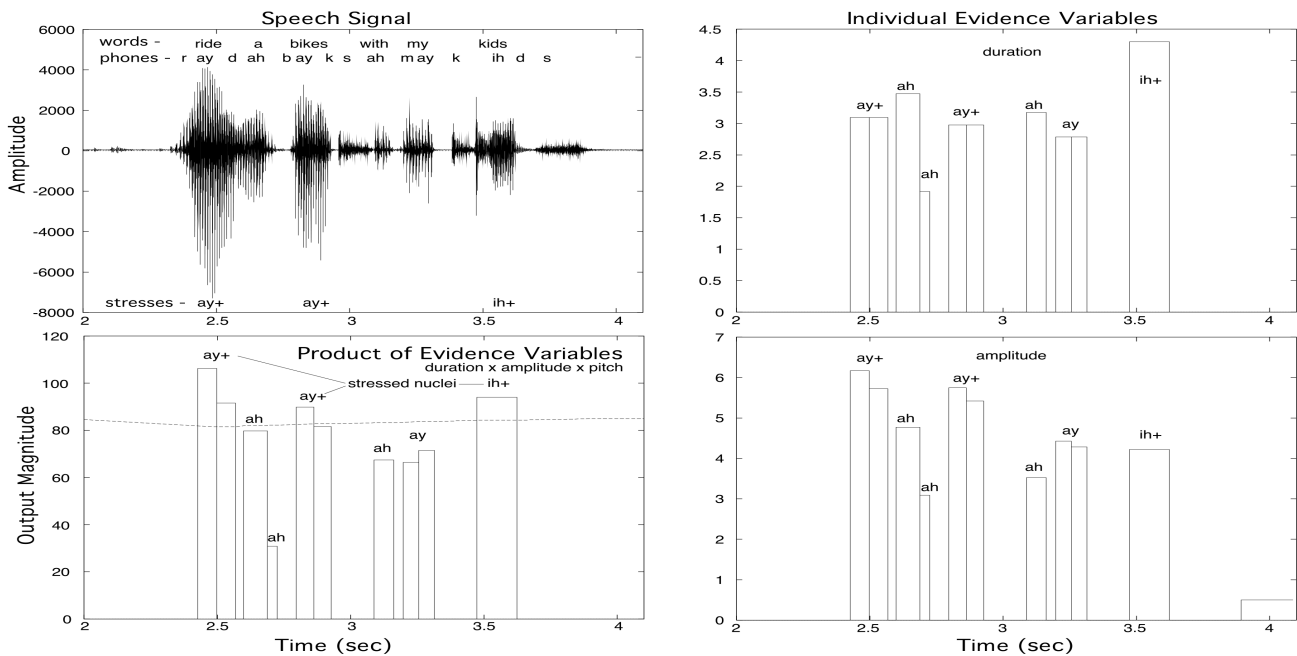 Speech Signal
6000
4000
2000
0
-2000
-4000
-6000
-8000
Amplitude
words - ride a bikes with my kids
phones - r ay d ah b ay k s ah m ay k ih d s
stresses - ay+ ay+ ih+
2 2.5 3 3.5 4
Individual Evidence Variables
4.5
4
3.5
3
2.5
2
1.5
1
0.5
0
duration
ay+ ah ah ay+ ah ay ih+
2 2.5 3 3.5 4
120
100
80
60
40
20
0
Output Magnitude
Product of Evidence Variables
duration x amplitude x pitch
stressed nuclei
ay+ ah ah ay+ ah ay ih+
2 2.5 3 3.5 4
Time (sec)
7
6
5
4
3
2
1
0
amplitude
ay+ ah ah ay+ ah ay ih+
2 2.5 3 3.5 4
Time (sec)